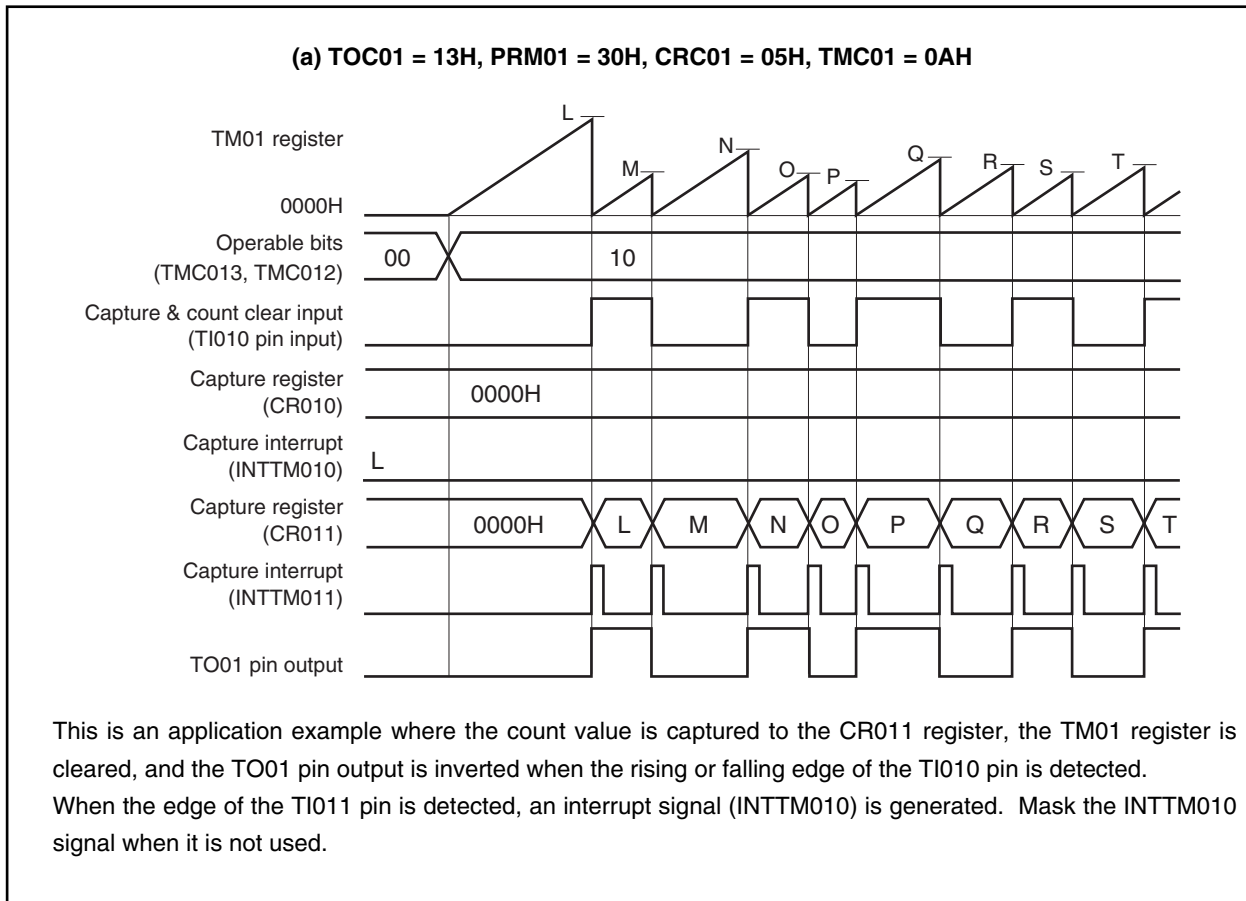 (a) TOC01 = 13H, PRM01 = 30H, CRC01 = 05H, TMC01 = 0AH
TM01 register
L
M
N
O
P
Q
R
S
T
0000H
Operable bits
(TMC013, TMC012)
00
10
Capture & count clear input
(TI010 pin input)
Capture register
(CR010)
0000H
Capture interrupt
(INTTM010)
L
Capture register
(CR011)
0000H L M N O P Q R S T
Capture interrupt
(INTTM011)
TO01 pin output
This is an application example where the count value is captured to the CR011 register, the TM01 register is
cleared, and the TO01 pin output is inverted when the rising or falling edge of the TI010 pin is detected.
When the edge of the TI011 pin is detected, an interrupt signal (INTTM010) is generated. Mask the INTTM010
signal when it is not used.